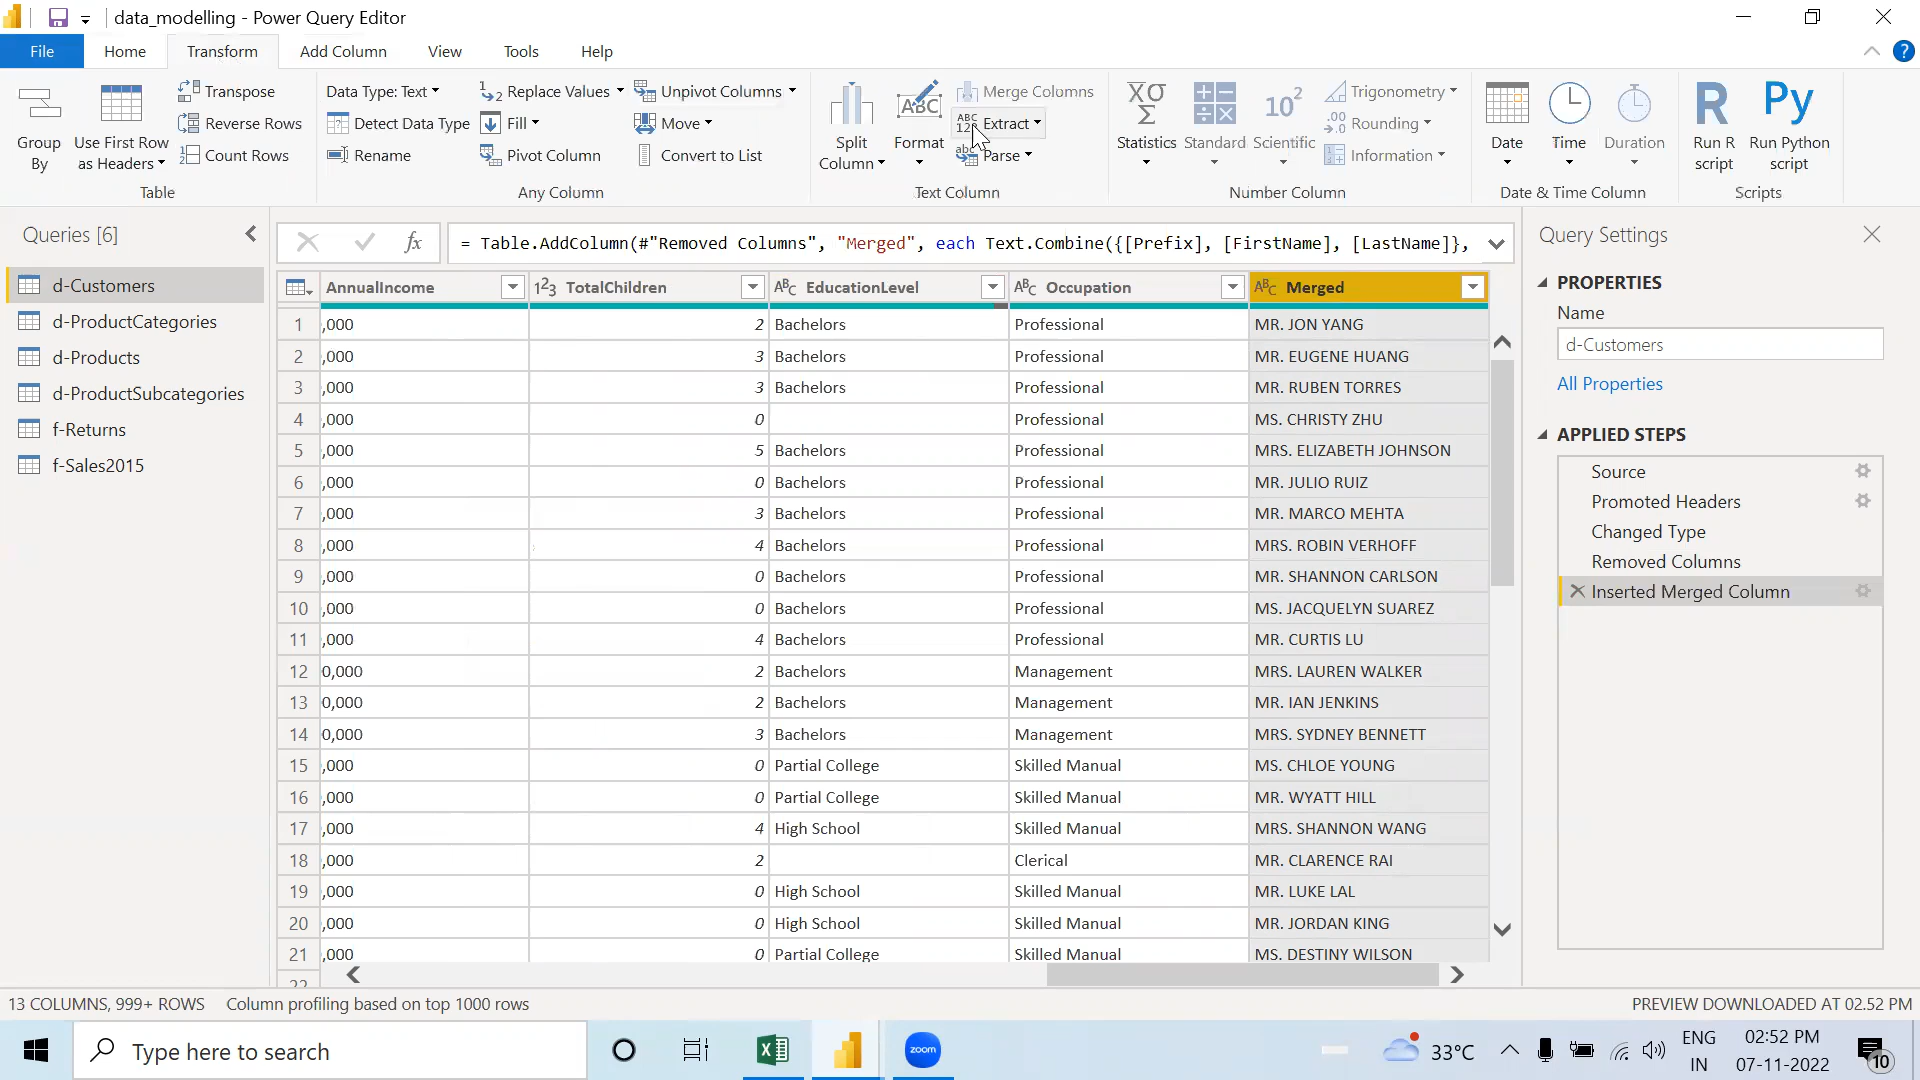 data_modelling - Power Query Editor
File Home Transform Add Column View Tools Help
Group By
Use First Row as Headers
Transpose
Reverse Rows
Count Rows
Table
Data Type: Text
Detect Data Type
Rename
Replace Values
Fill
Pivot Column
Unpivot Columns
Move
Convert to List
Any Column
Split Column
Format
Merge Columns
Extract
Parse
Text Column
Statistics
Standard
Scientific
Trigonometry
Rounding
Information
Number Column
Date
Time
Duration
Date & Time Column
Run R script
Run Python script
Scripts
Queries [6]
d-Customers
d-ProductCategories
d-Products
d-ProductSubcategories
f-Returns
f-Sales2015
= Table.AddColumn(#"Removed Columns", "Merged", each Text.Combine({[Prefix], [FirstName], [LastName]},
AnnualIncome TotalChildren EducationLevel Occupation Merged
1 ,000 2 Bachelors Professional MR. JON YANG
2 ,000 3 Bachelors Professional MR. EUGENE HUANG
3 ,000 3 Bachelors Professional MR. RUBEN TORRES
4 ,000 0 Professional MS. CHRISTY ZHU
5 ,000 5 Bachelors Professional MRS. ELIZABETH JOHNSON
6 ,000 0 Bachelors Professional MR. JULIO RUIZ
7 ,000 3 Bachelors Professional MR. MARCO MEHTA
8 ,000 4 Bachelors Professional MRS. ROBIN VERHOFF
9 ,000 0 Bachelors Professional MR. SHANNON CARLSON
10 ,000 0 Bachelors Professional MS. JACQUELYN SUAREZ
11 ,000 4 Bachelors Professional MR. CURTIS LU
12 0,000 2 Bachelors Management MRS. LAUREN WALKER
13 0,000 2 Bachelors Management MR. IAN JENKINS
14 0,000 3 Bachelors Management MRS. SYDNEY BENNETT
15 ,000 0 Partial College Skilled Manual MS. CHLOE YOUNG
16 ,000 0 Partial College Skilled Manual MR. WYATT HILL
17 ,000 4 High School Skilled Manual MRS. SHANNON WANG
18 ,000 2 Clerical MR. CLARENCE RAI
19 ,000 0 High School Skilled Manual MR. LUKE LAL
20 ,000 0 High School Skilled Manual MR. JORDAN KING
21 ,000 0 Partial College Skilled Manual MS. DESTINY WILSON
Query Settings
PROPERTIES
Name
d-Customers
All Properties
APPLIED STEPS
Source
Promoted Headers
Changed Type
Removed Columns
Inserted Merged Column
13 COLUMNS, 999+ ROWS Column profiling based on top 1000 rows PREVIEW DOWNLOADED AT 02.52 PM
Type here to search
zoom
33°C
ENG
IN
02:52 PM
07-11-2022
10